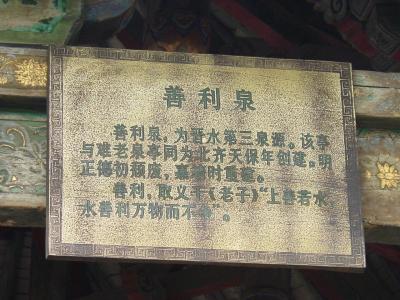 善利泉
善利泉，为晋水第三泉源。该亭
与难老泉亭同为北齐天保年创建。明
正德初颓废，嘉靖时重建。
善利，取义于《老子》“上善若水，
水善利万物而不争”。